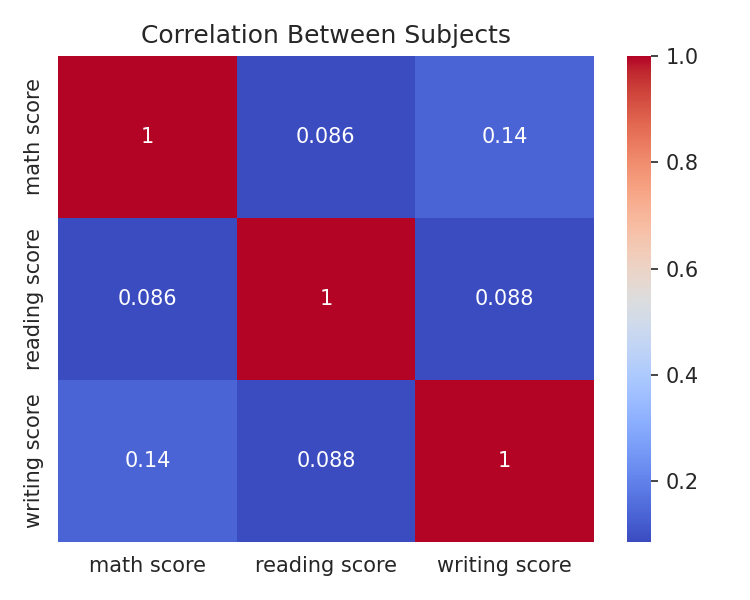 Correlation Between Subjects
math score
1
0.086
0.14
reading score
0.086
1
0.088
writing score
0.14
0.088
1
math score
reading score
writing score
1.0
0.8
0.6
0.4
0.2